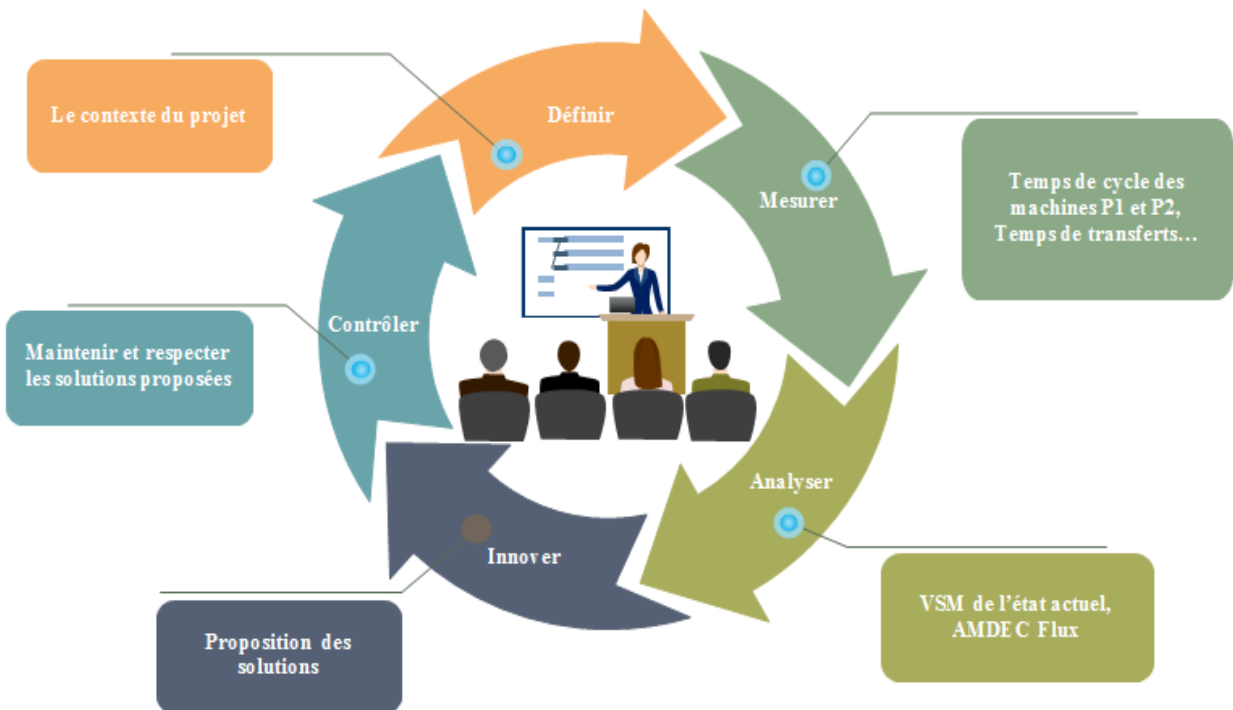 Définir
Le contexte du projet
Mesurer
Temps de cycle des
machines P1 et P2,
Temps de transferts…
Analyser
VSM de l’état actuel,
AMDEC Flux
Innover
Proposition des
solutions
Contrôler
Maintenir et respecter
les solutions proposées